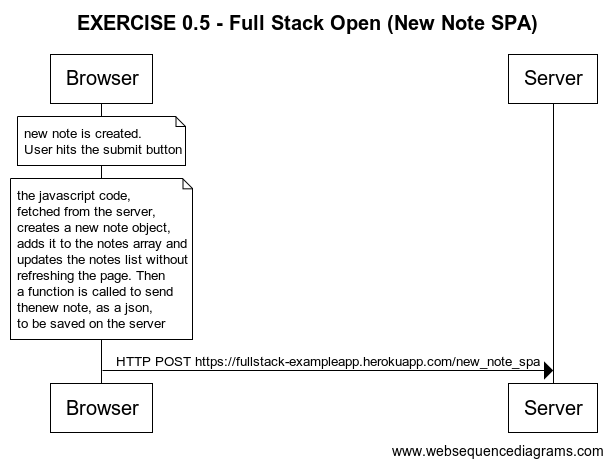 EXERCISE 0.5 - Full Stack Open (New Note SPA)
Browser
Server
new note is created.
User hits the submit button
the javascript code,
fetched from the server,
creates a new note object,
adds it to the notes array and
updates the notes list without
refreshing the page. Then
a function is called to send
thenew note, as a json,
to be saved on the server
HTTP POST https://fullstack-exampleapp.herokuapp.com/new_note_spa
Browser
Server
www.websequencediagrams.com